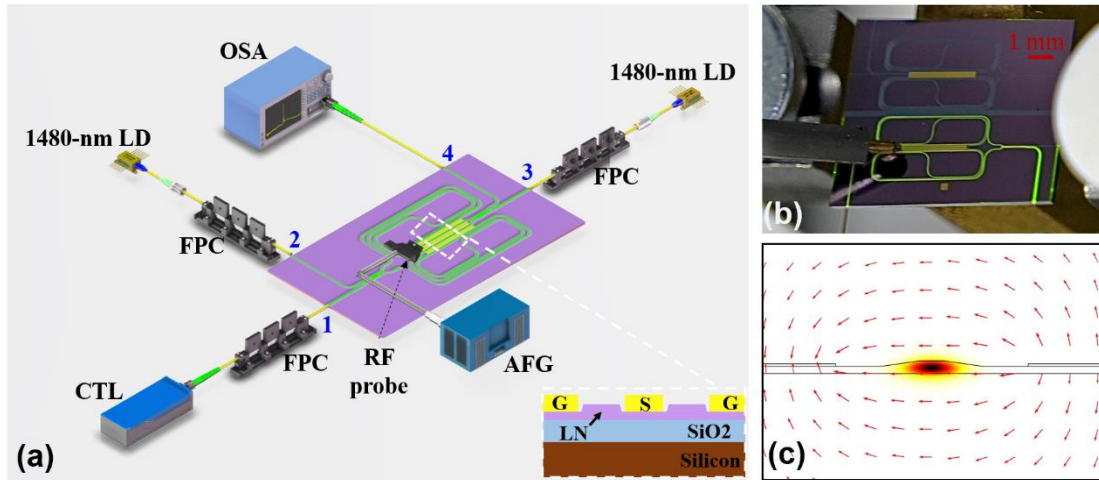 OSA
1480-nm LD
1480-nm LD
4
3
FPC
FPC
2
1
FPC
RF
probe
AFG
CTL
G
S
G
LN
SiO2
Silicon
(a)
1 mm
(b)
(c)